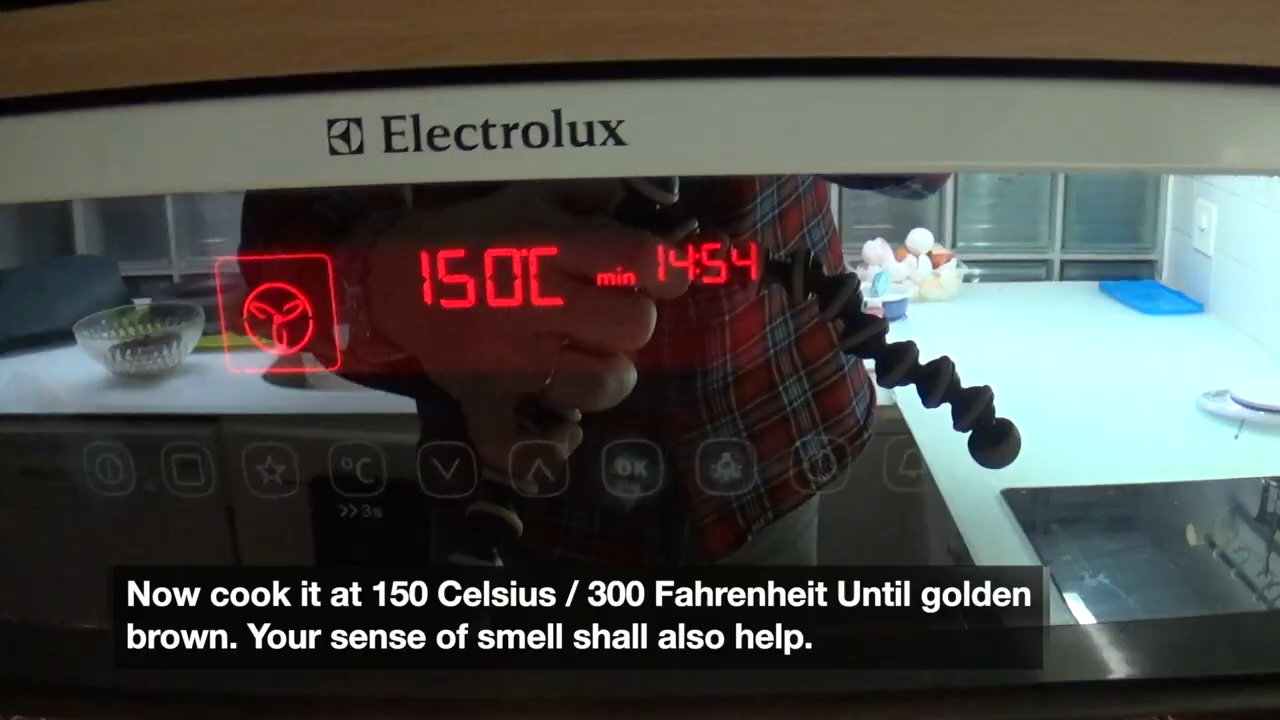 Electrolux
150°C min 14:54
°C OK
>>3s
Now cook it at 150 Celsius / 300 Fahrenheit Until golden
brown. Your sense of smell shall also help.